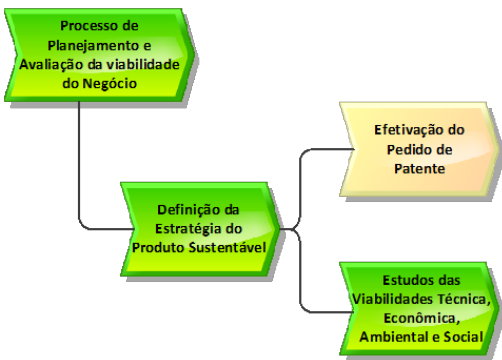 Processo de
Planejamento e
Avaliação da viabilidade
do Negócio
Efetivação do
Pedido de
Patente
Definição da
Estratégia do
Produto Sustentável
Estudos das
Viabilidades Técnica,
Econômica,
Ambiental e Social